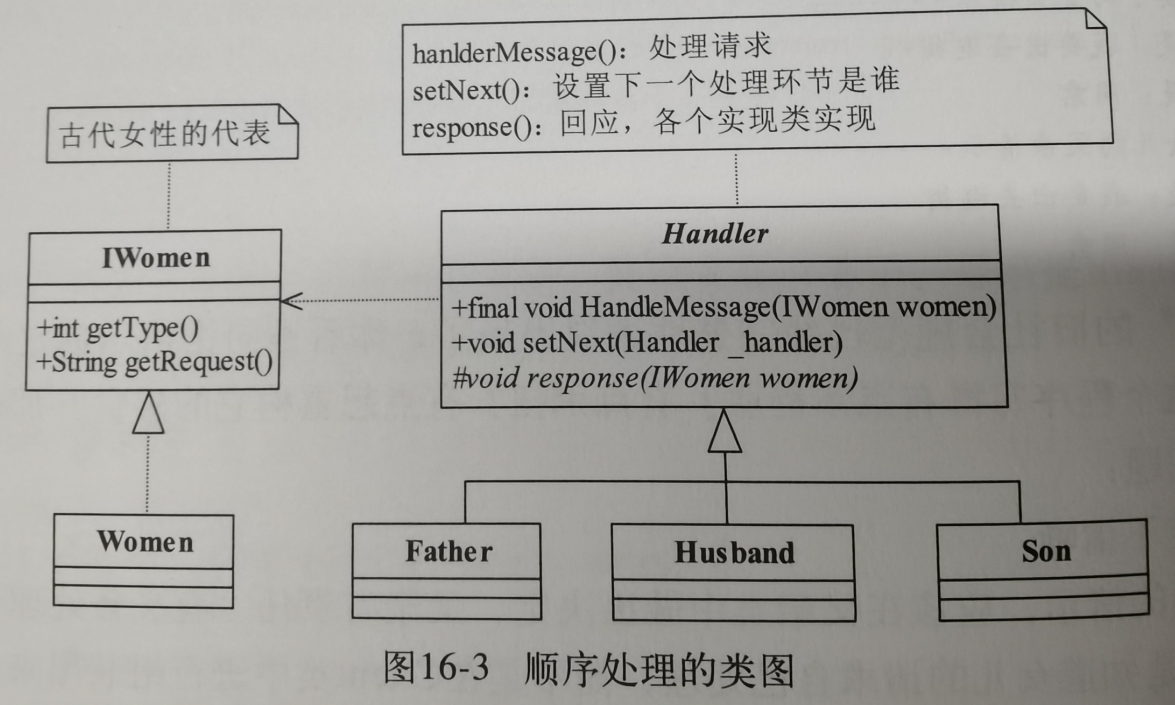 hanlderMessage()：处理请求
setNext()：设置下一个处理环节是谁
response()：回应，各个实现类实现
古代女性的代表
IWomen
+int getType()
+String getRequest()
Handler
+final void HandleMessage(IWomen women)
+void setNext(Handler _handler)
#void response(IWomen women)
Women
Father
Husband
Son
图16-3 顺序处理的类图